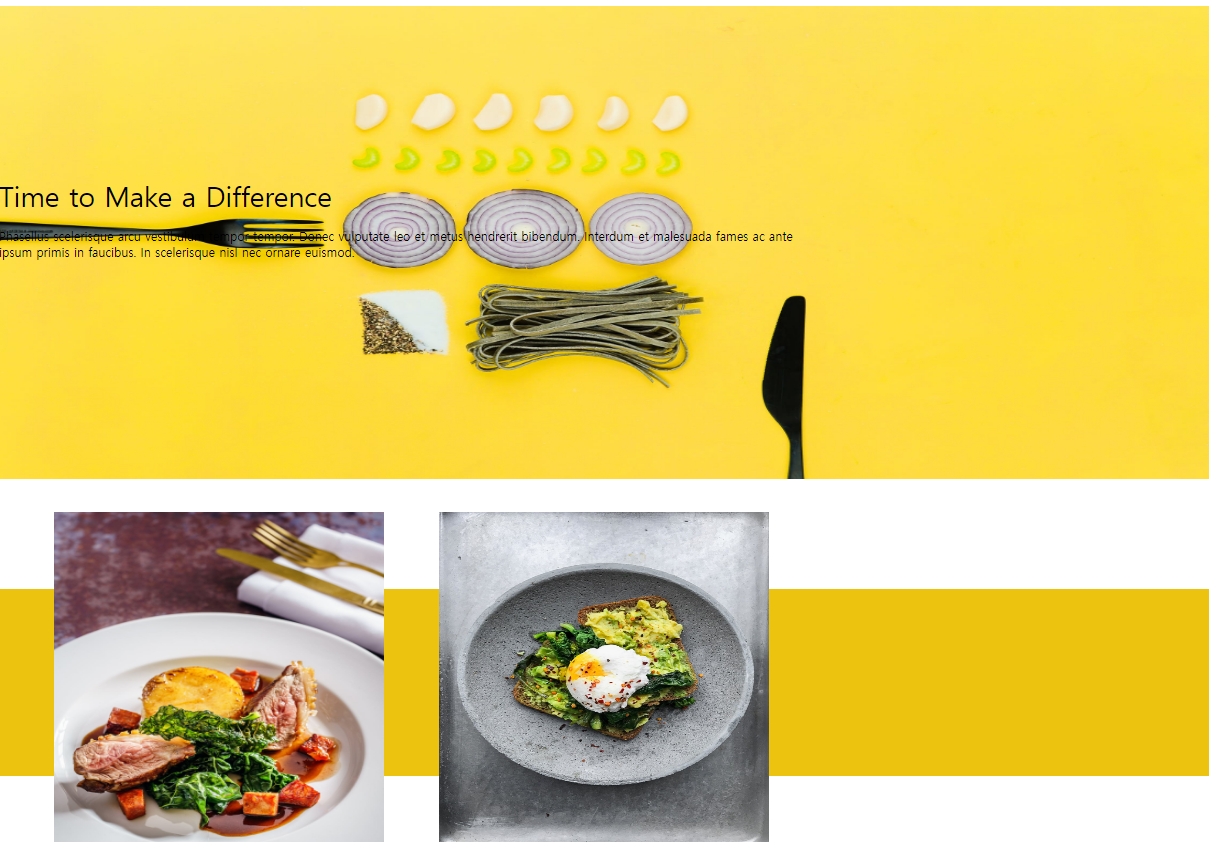 Time to Make a Difference
Phasellus scelerisque arcu vestibulum tempor tempor. Donec vulputate leo et metus hendrerit bibendum. Interdum et malesuada fames ac ante
ipsum primis in faucibus. In scelerisque nisl nec ornare euismod.